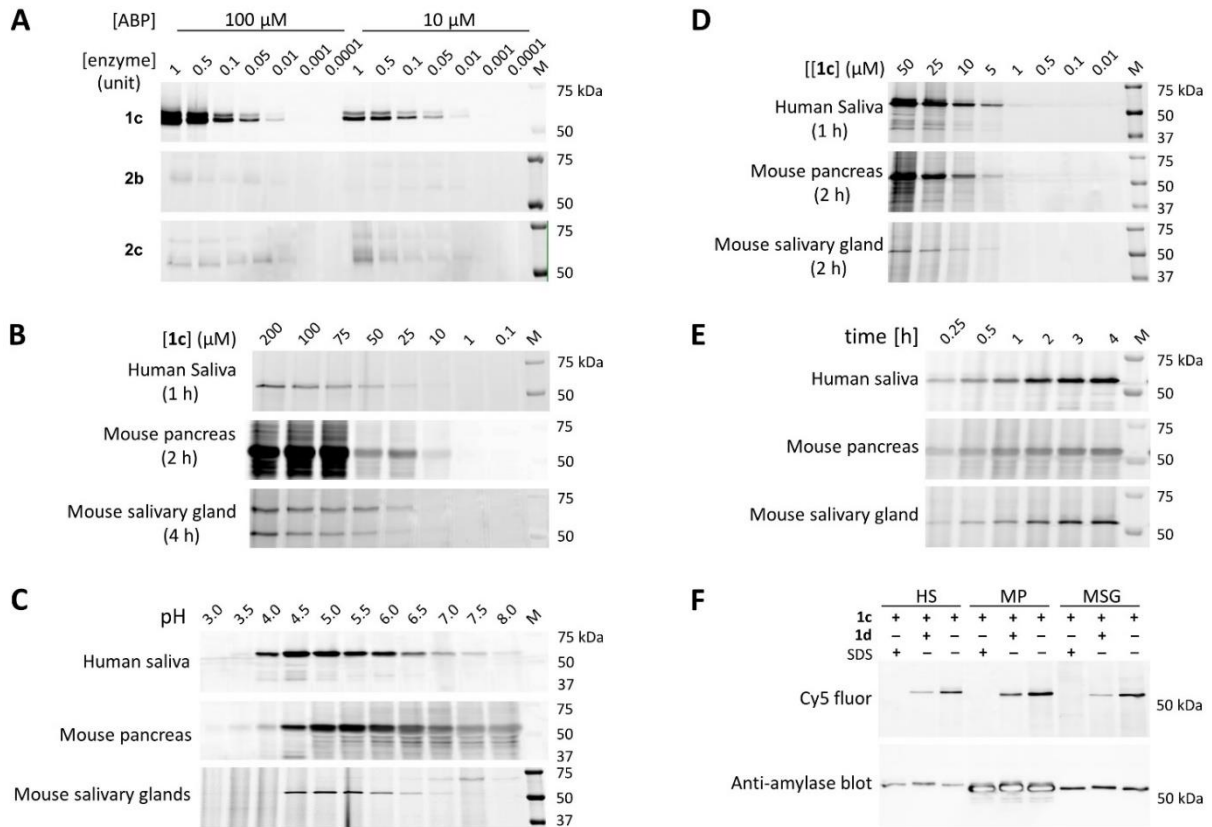 A
[ABP]
100 µM 10 µM
[enzyme]
(unit)
1 0.5 0.1 0.05 0.01 0.001 0.0001 1 0.5 0.1 0.05 0.01 0.001 0.0001 M
75 kDa
1c
50
75
2b
50
75
2c
50
B
[1c] (µM)
200 100 75 50 25 10 1 0.1 M
Human Saliva
(1 h)
75 kDa
50
Mouse pancreas
(2 h)
75
50
Mouse salivary gland
(4 h)
75
50
C
pH
3.0 3.5 4.0 4.5 5.0 5.5 6.0 6.5 7.0 7.5 8.0 M
75 kDa
Human saliva
50
37
75
Mouse pancreas
50
37
75
Mouse salivary glands
50
37
D
[[1c] (µM)
50 25 10 5 1 0.5 0.1 0.01 M
Human Saliva
(1 h)
75 kDa
50
37
Mouse pancreas
(2 h)
75
50
37
Mouse salivary gland
(2 h)
75
50
37
E
time [h]
0.25 0.5 1 2 3 4 M
75 kDa
Human saliva
50
75
Mouse pancreas
50
75
Mouse salivary gland
50
F
HS MP MSG
1c + + + + + + + + +
1d – + – – + – – + –
SDS + – – + – – + – –
Cy5 fluor
50 kDa
Anti-amylase blot
50 kDa